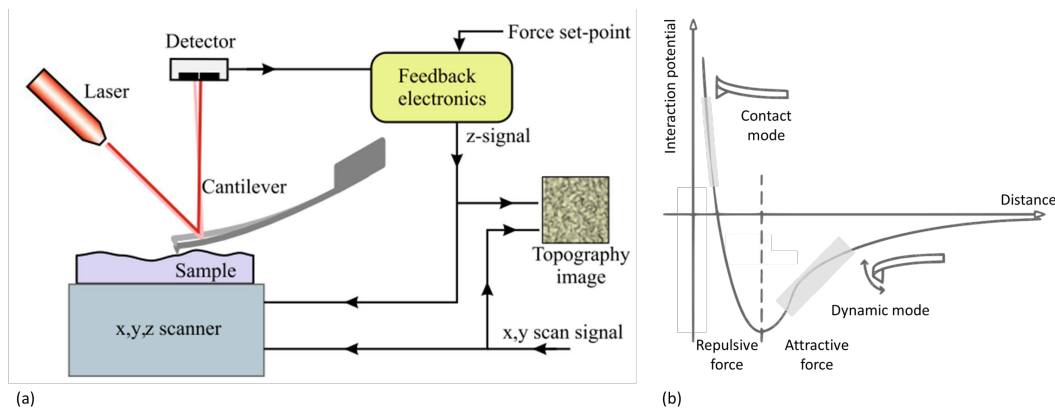 Force set-point
Detector
Feedback
electronics
Laser
z-signal
Cantilever
Topography
image
Sample
x,y,z scanner
x,y scan signal
(a)
Interaction potential
Contact
mode
Distance
Dynamic mode
Repulsive
force
Attractive
force
(b)